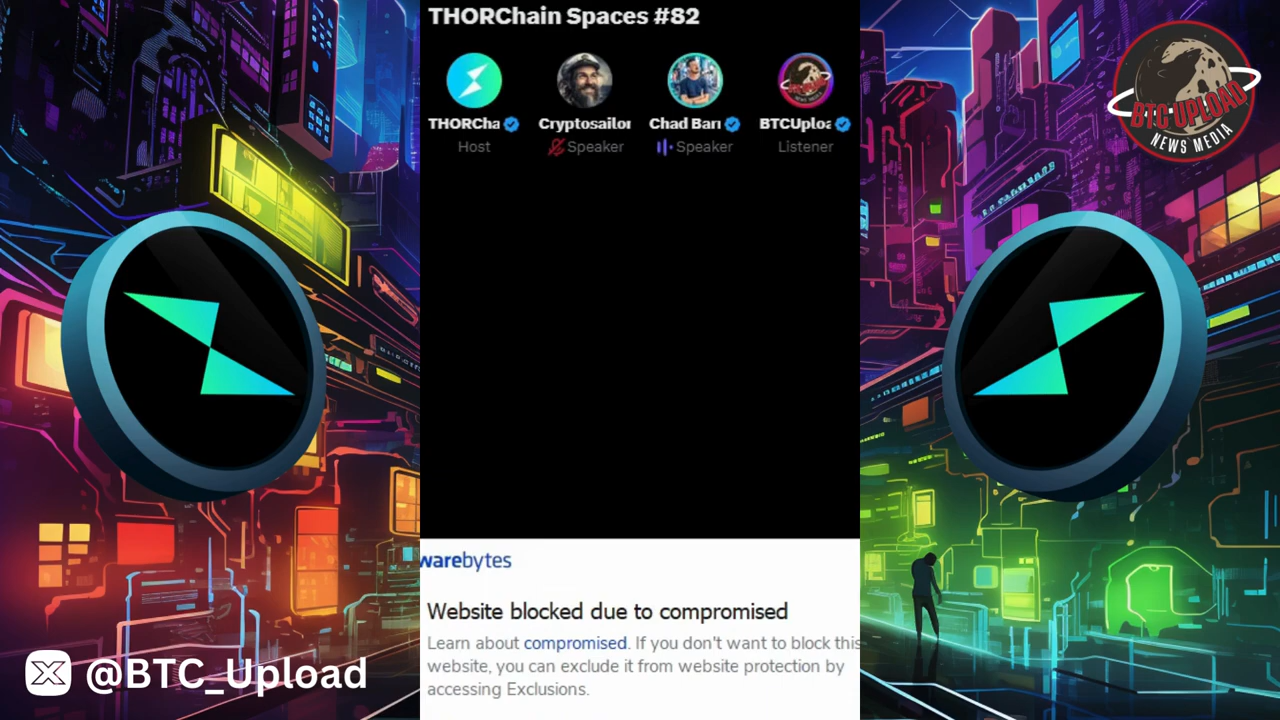 THORChain Spaces #82
THORCha
Cryptosailor
Chad Barr
BTCUploa
Host
Speaker
Speaker
Listener
BTC UPLOAD
NEWS MEDIA
warebytes
Website blocked due to compromised
Learn about compromised. If you don't want to block this
website, you can exclude it from website protection by
accessing Exclusions.
@BTC_Upload